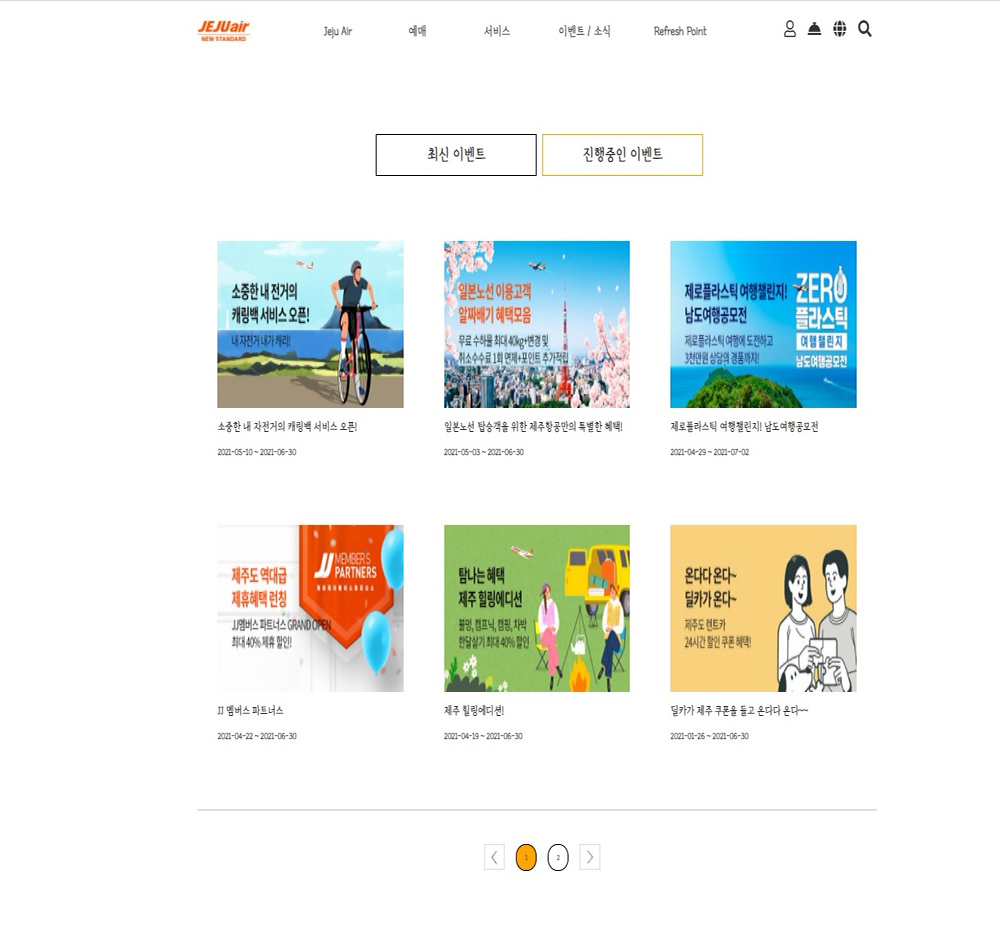 JEJUair
NEW STANDARD
Jeju Air
예매
서비스
이벤트 / 소식
Refresh Point
최신 이벤트
진행중인 이벤트
소중한 내 전거의
캐링백 서비스 오픈!
내 자전거 내가 캐리!
소중한 내 자전거의 캐링백 서비스 오픈!
2021-05-10 ~ 2021-06-30
일본노선 이용고객
알짜배기 혜택모음
무료 수하물 최대 40kg+변경 및
취소수수료 1회 면제+포인트 추가적립
일본노선 탑승객을 위한 제주항공만의 특별한 혜택!
2021-05-03 ~ 2021-06-30
제로플라스틱 여행챌린지!
남도여행공모전
제로플라스틱 여행에 도전하고
3천만원 상당의 경품까지!
ZERO
플라스틱
여행챌린지
남도여행공모전
제로플라스틱 여행챌린지! 남도여행공모전
2021-04-29 ~ 2021-07-02
제주도 역대급
제휴혜택 런칭
JJ멤버스 파트너스 GRAND OPEN
최대 40% 제휴 할인!
JJ MEMBERS
PARTNERS
JJ 멤버스 파트너스
2021-04-22 ~ 2021-06-30
탐나는 혜택
제주 힐링에디션
불멍, 캠프닉, 캠핑, 차박
한달살기 최대 40% 할인
제주 힐링에디션!
2021-04-19 ~ 2021-06-30
온다다 온다~
딜카가 온다~
제주도 렌트카
24시간 할인 쿠폰 혜택!
딜카가 제주 쿠폰을 들고 온다다 온다~~
2021-01-26 ~ 2021-06-30
1
2